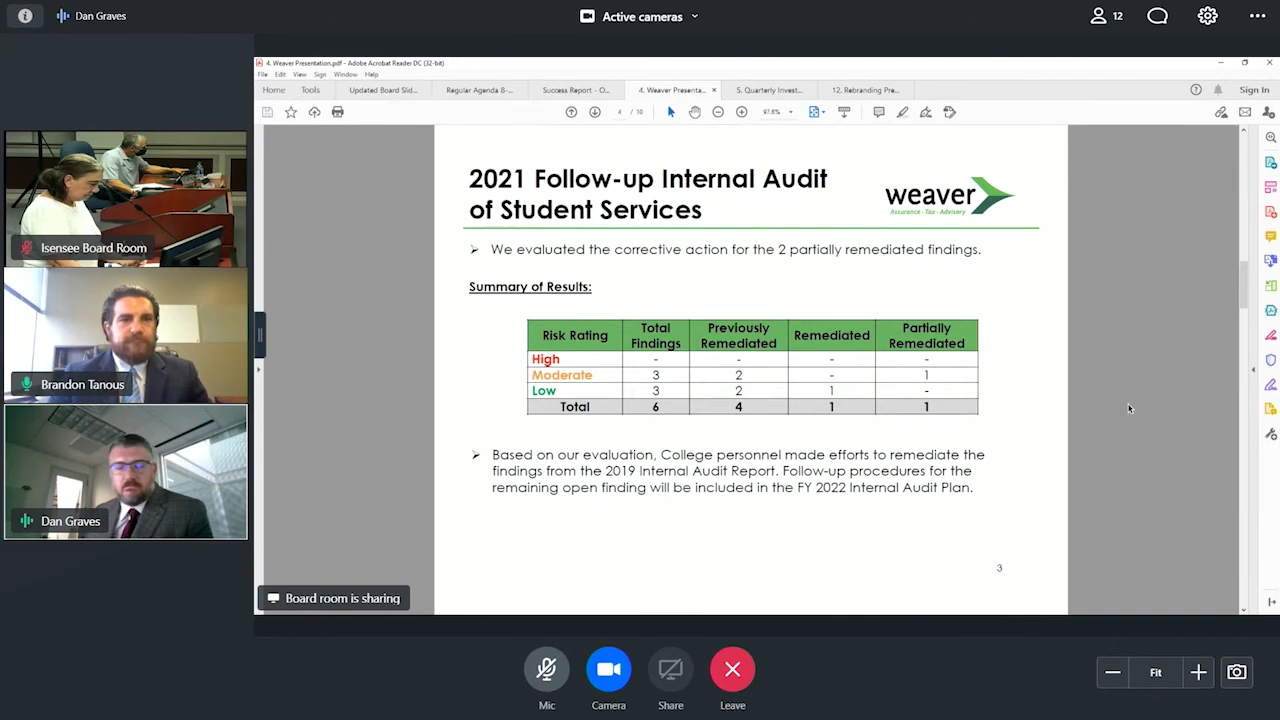 Dan Graves
Active cameras
12
4. Weaver Presentation.pdf - Adobe Acrobat Reader DC (32-bit)
File Edit View Sign Window Help
Home Tools Updated Board Slid... Regular Agenda 8-... Success Report - O... 4. Weaver Presenta... × 5. Quarterly Invest... 12. Rebranding Pre... Sign In
4 / 10 97.6%
2021 Follow-up Internal Audit
of Student Services
weaver
Assurance • Tax • Advisory
➢ We evaluated the corrective action for the 2 partially remediated findings.
Summary of Results:
Risk Rating Total Findings Previously Remediated Remediated Partially Remediated
High - - - -
Moderate 3 2 - 1
Low 3 2 1 -
Total 6 4 1 1
➢ Based on our evaluation, College personnel made efforts to remediate the
findings from the 2019 Internal Audit Report. Follow-up procedures for the
remaining open finding will be included in the FY 2022 Internal Audit Plan.
3
Isensee Board Room
Brandon Tanous
Dan Graves
Board room is sharing
Mic Camera Share Leave
Fit